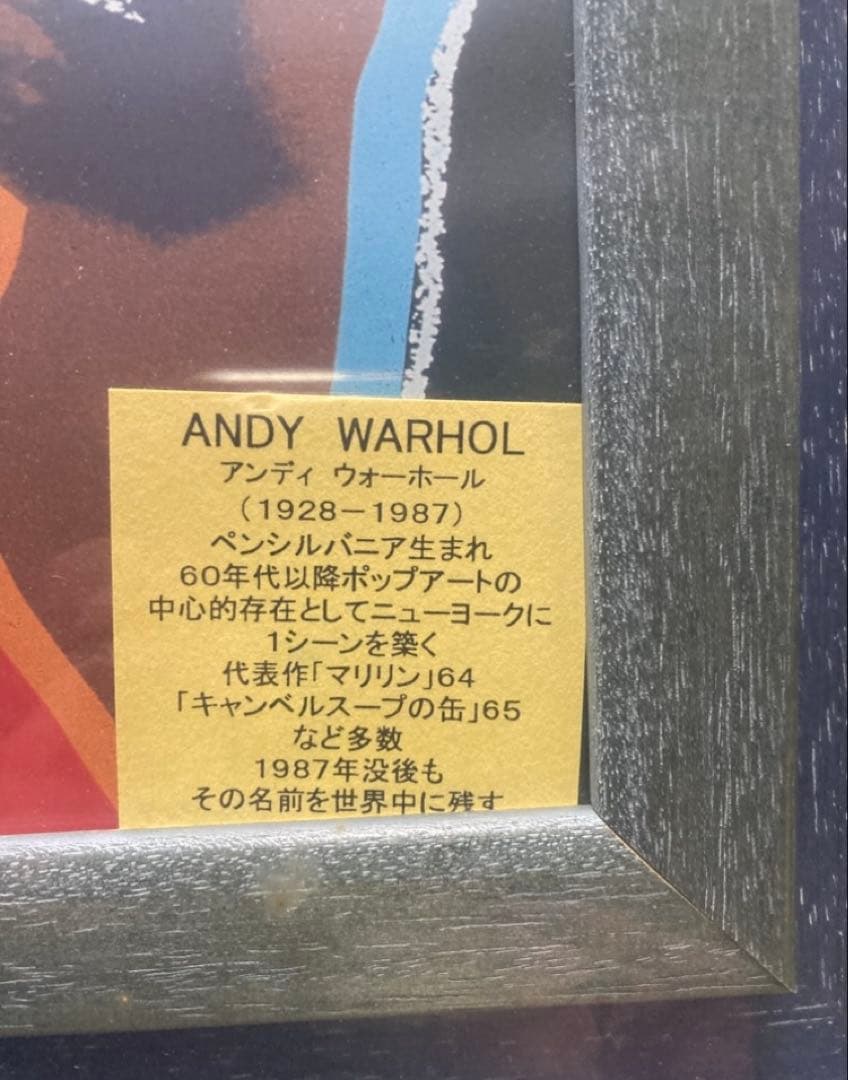 ANDY WARHOL
アンディ ウォーホール
（1928－1987）
ペンシルバニア生まれ
60年代以降ポップアートの
中心的存在としてニューヨークに
1シーンを築く
代表作「マリリン」64
「キャンベルスープの缶」65
など多数
1987年没後も
その名前を世界中に残す